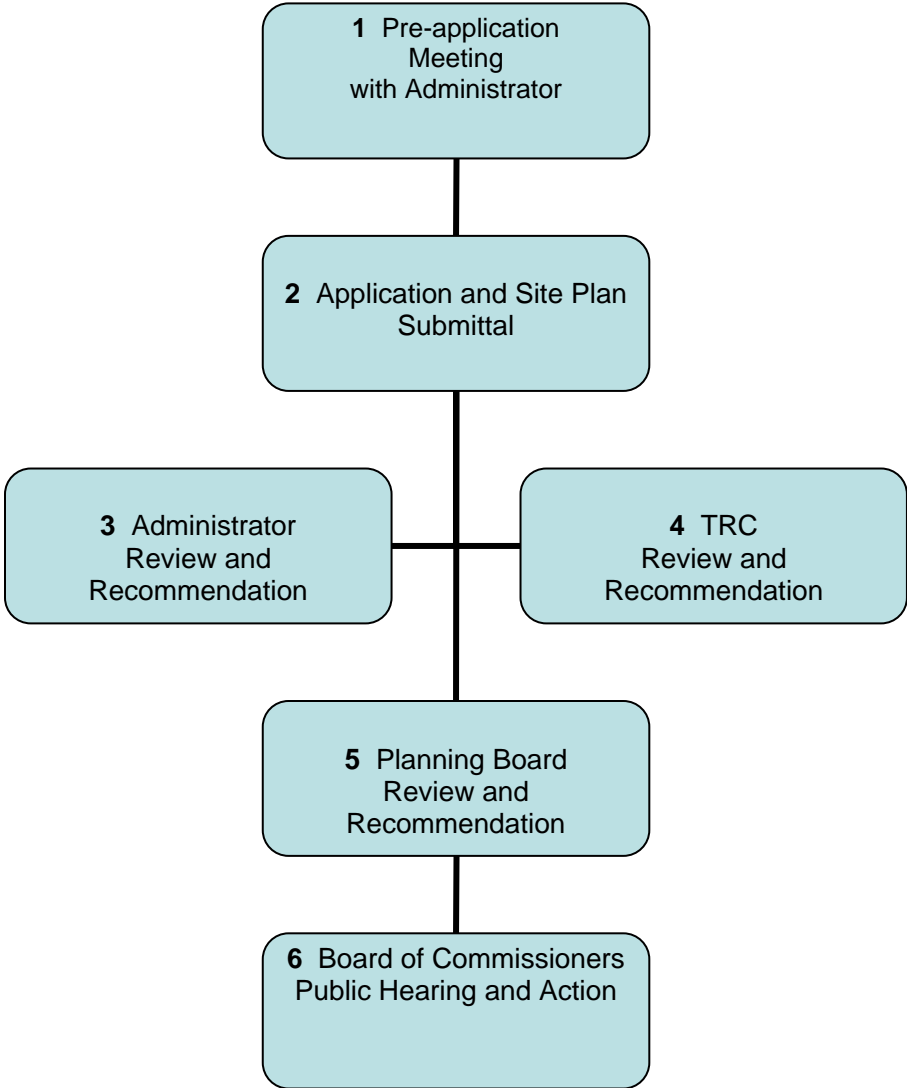 1 Pre-application
Meeting
with Administrator
2 Application and Site Plan
Submittal
3 Administrator
Review and
Recommendation
4 TRC
Review and
Recommendation
5 Planning Board
Review and
Recommendation
6 Board of Commissioners
Public Hearing and Action